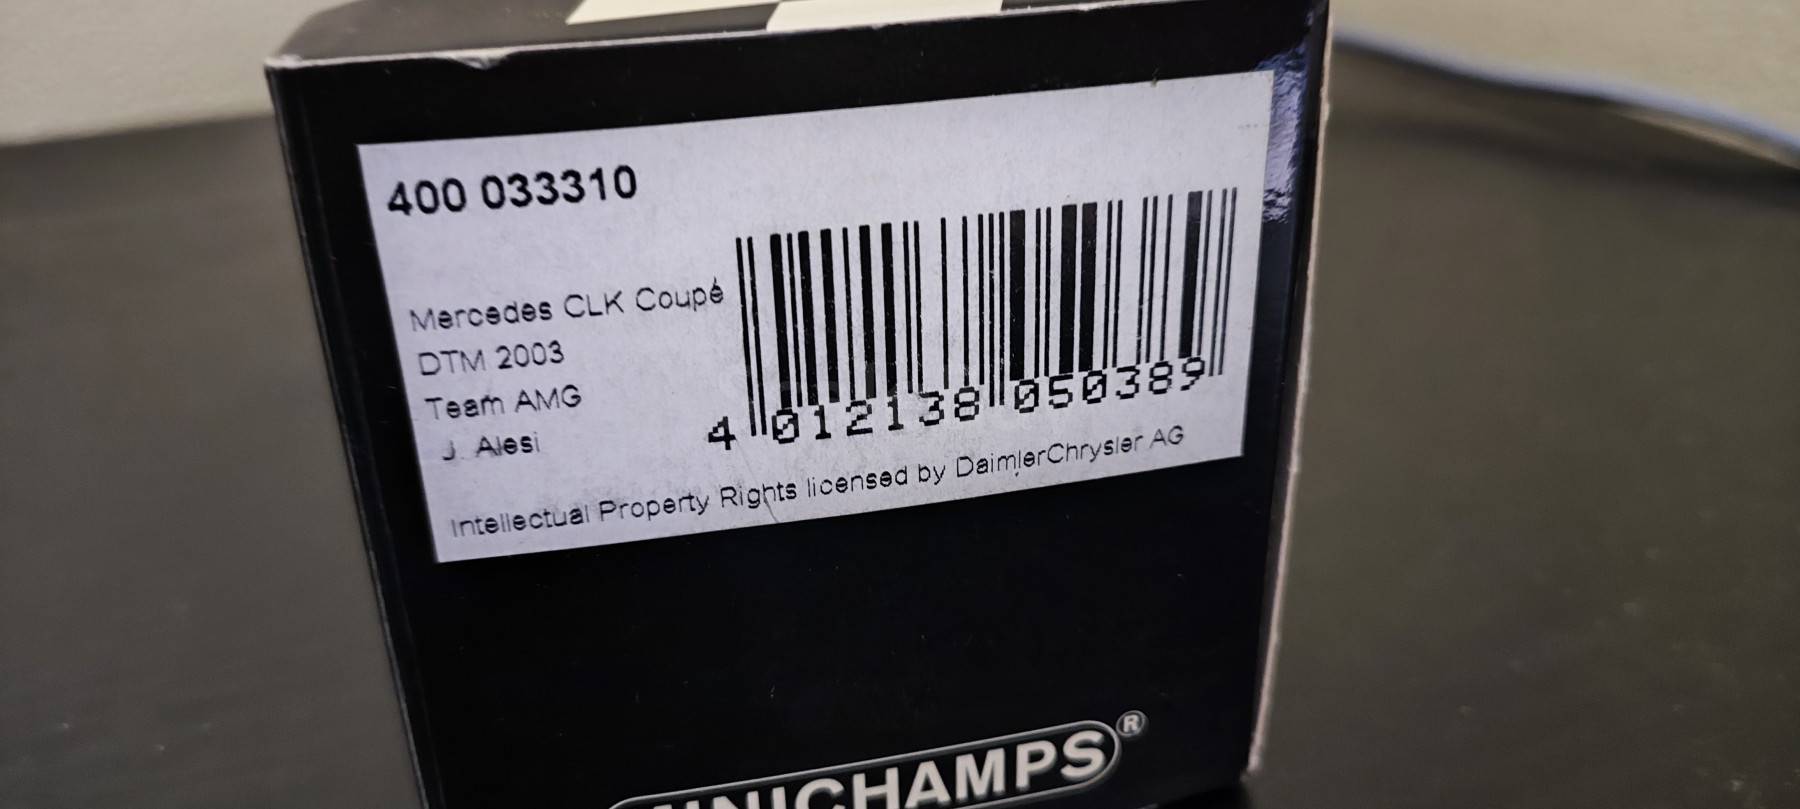 400 033310
Mercedes CLK Coupé
DTM 2003
Team AMG
J. Alesi
4 012138 050389
Intellectual Property Rights licensed by DaimlerChrysler AG
MINICHAMPS®